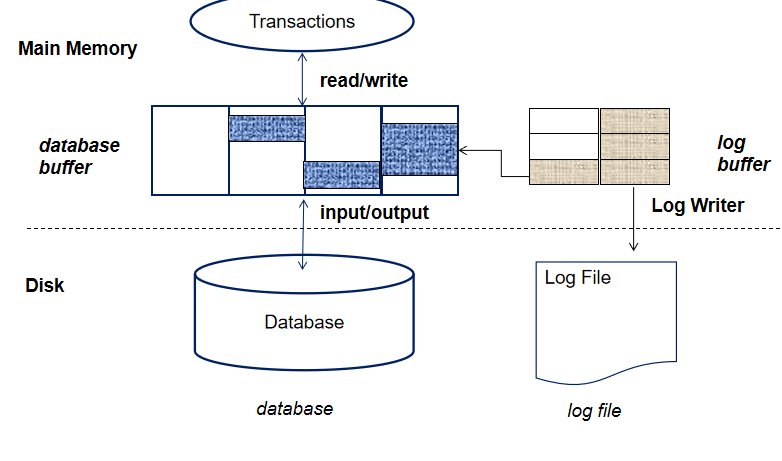 Transactions
Main Memory
read/write
database
buffer
log
buffer
input/output
Log Writer
Disk
Log File
Database
database
log file